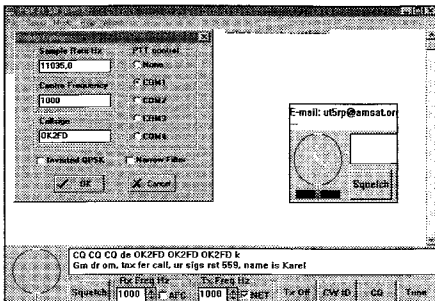 Sample Rate Hz
11035,0
Centre Frequency
1000
Callsign
OK2FD
Inverted QPSK
PTT control
None
COM1
COM2
COM3
COM4
Narrow Filter
OK
Cancel
E-mail: ut5rp@amsat.org
Squelch
CQ CQ CQ de OK2FD OK2FD OK2FD k
Gm dr om, tax fer call, ur sigs rst 559, name is Karel
Squelch
Rx Freq Hz
1000
AFC
Tx Freq Hz
1000
NET
Tx Off
CW ID
CQ
Tune